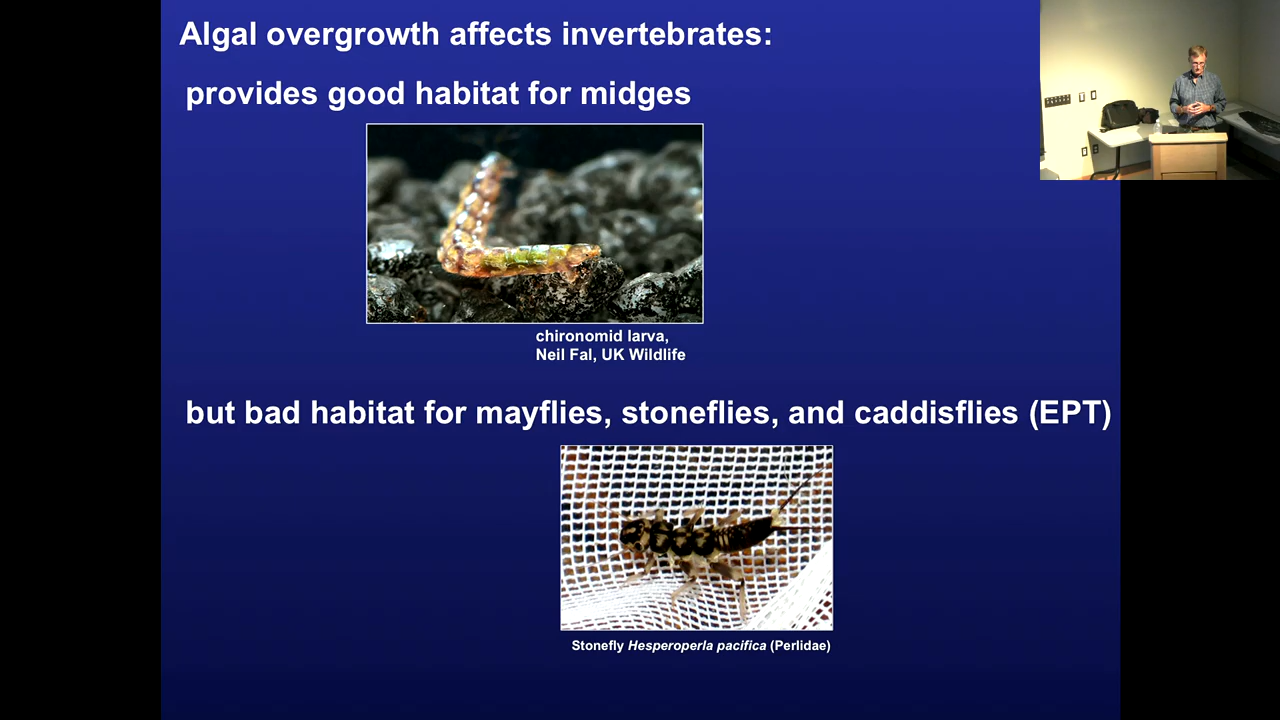 Algal overgrowth affects invertebrates:
provides good habitat for midges
chironomid larva,
Neil Fal, UK Wildlife
but bad habitat for mayflies, stoneflies, and caddisflies (EPT)
Stonefly Hesperoperla pacifica (Perlidae)